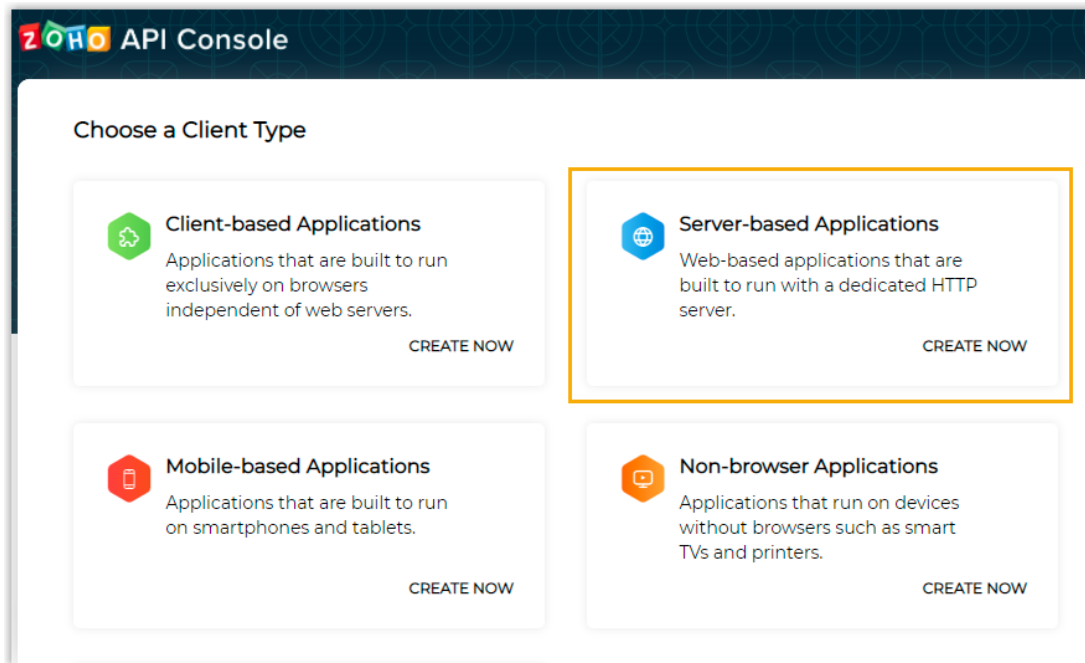 ZOHO API Console
Choose a Client Type
Client-based Applications
Applications that are built to run
exclusively on browsers
independent of web servers.
CREATE NOW
Server-based Applications
Web-based applications that are
built to run with a dedicated HTTP
server.
CREATE NOW
Mobile-based Applications
Applications that are built to run
on smartphones and tablets.
CREATE NOW
Non-browser Applications
Applications that run on devices
without browsers such as smart
TVs and printers.
CREATE NOW